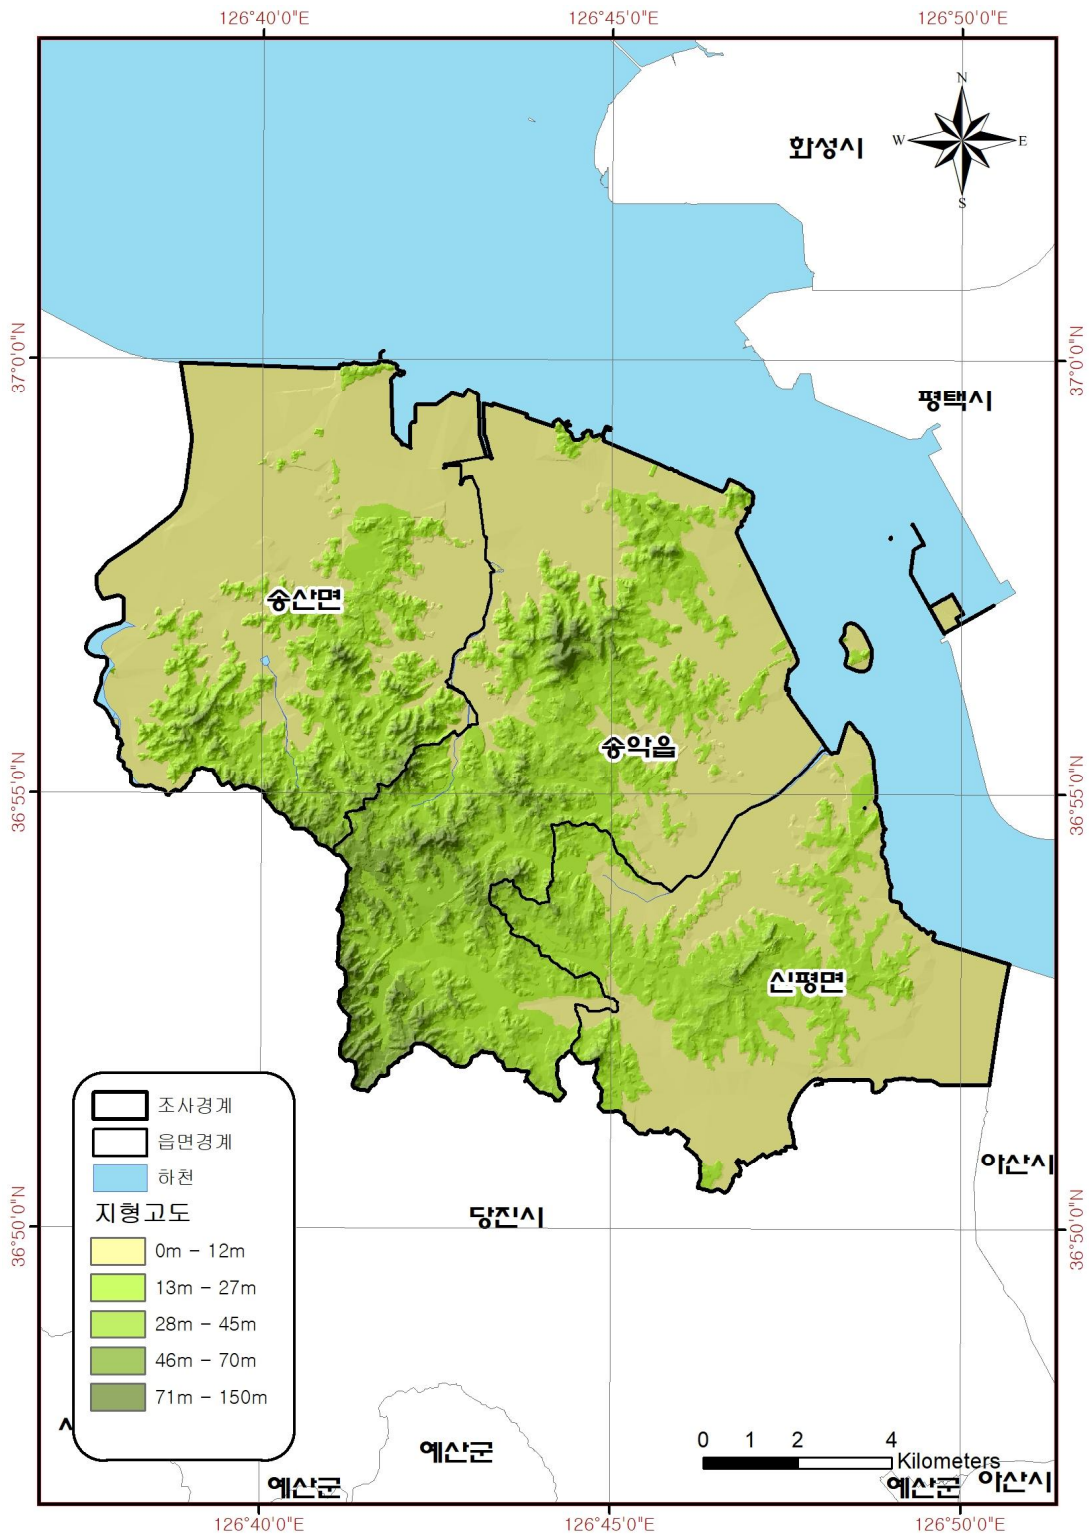 126°40'0"E
126°45'0"E
126°50'0"E
N
W
E
S
화성시
37°0'0"N
37°0'0"N
평택시
송산면
송악읍
36°55'0"N
36°55'0"N
신평면
조사경계
읍면경계
하천
지형고도
0m - 12m
13m - 27m
28m - 45m
46m - 70m
71m - 150m
아산시
당진시
36°50'0"N
36°50'0"N
예산군
0 1 2 4
Kilometers
예산군
예산군
아산시
126°40'0"E
126°45'0"E
126°50'0"E